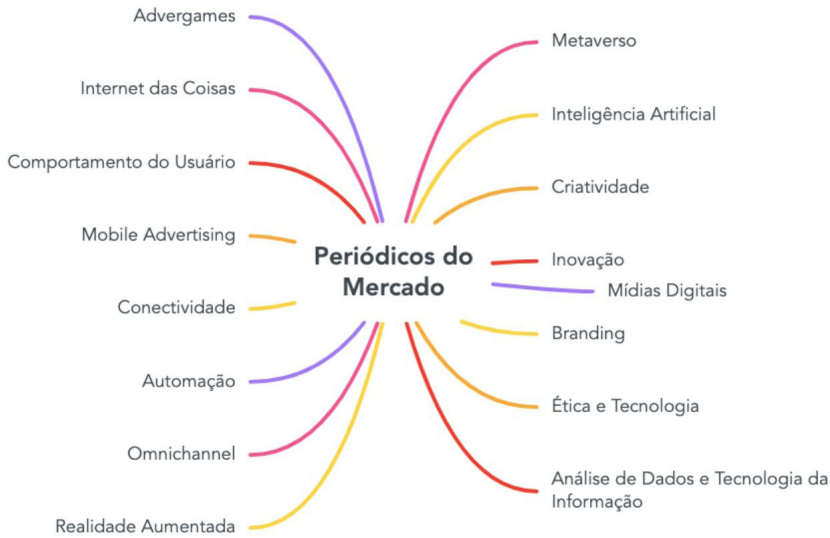 Periódicos do
Mercado
Advergames
Internet das Coisas
Comportamento do Usuário
Mobile Advertising
Conectividade
Automação
Omnichannel
Realidade Aumentada
Metaverso
Inteligência Artificial
Criatividade
Inovação
Mídias Digitais
Branding
Ética e Tecnologia
Análise de Dados e Tecnologia da
Informação